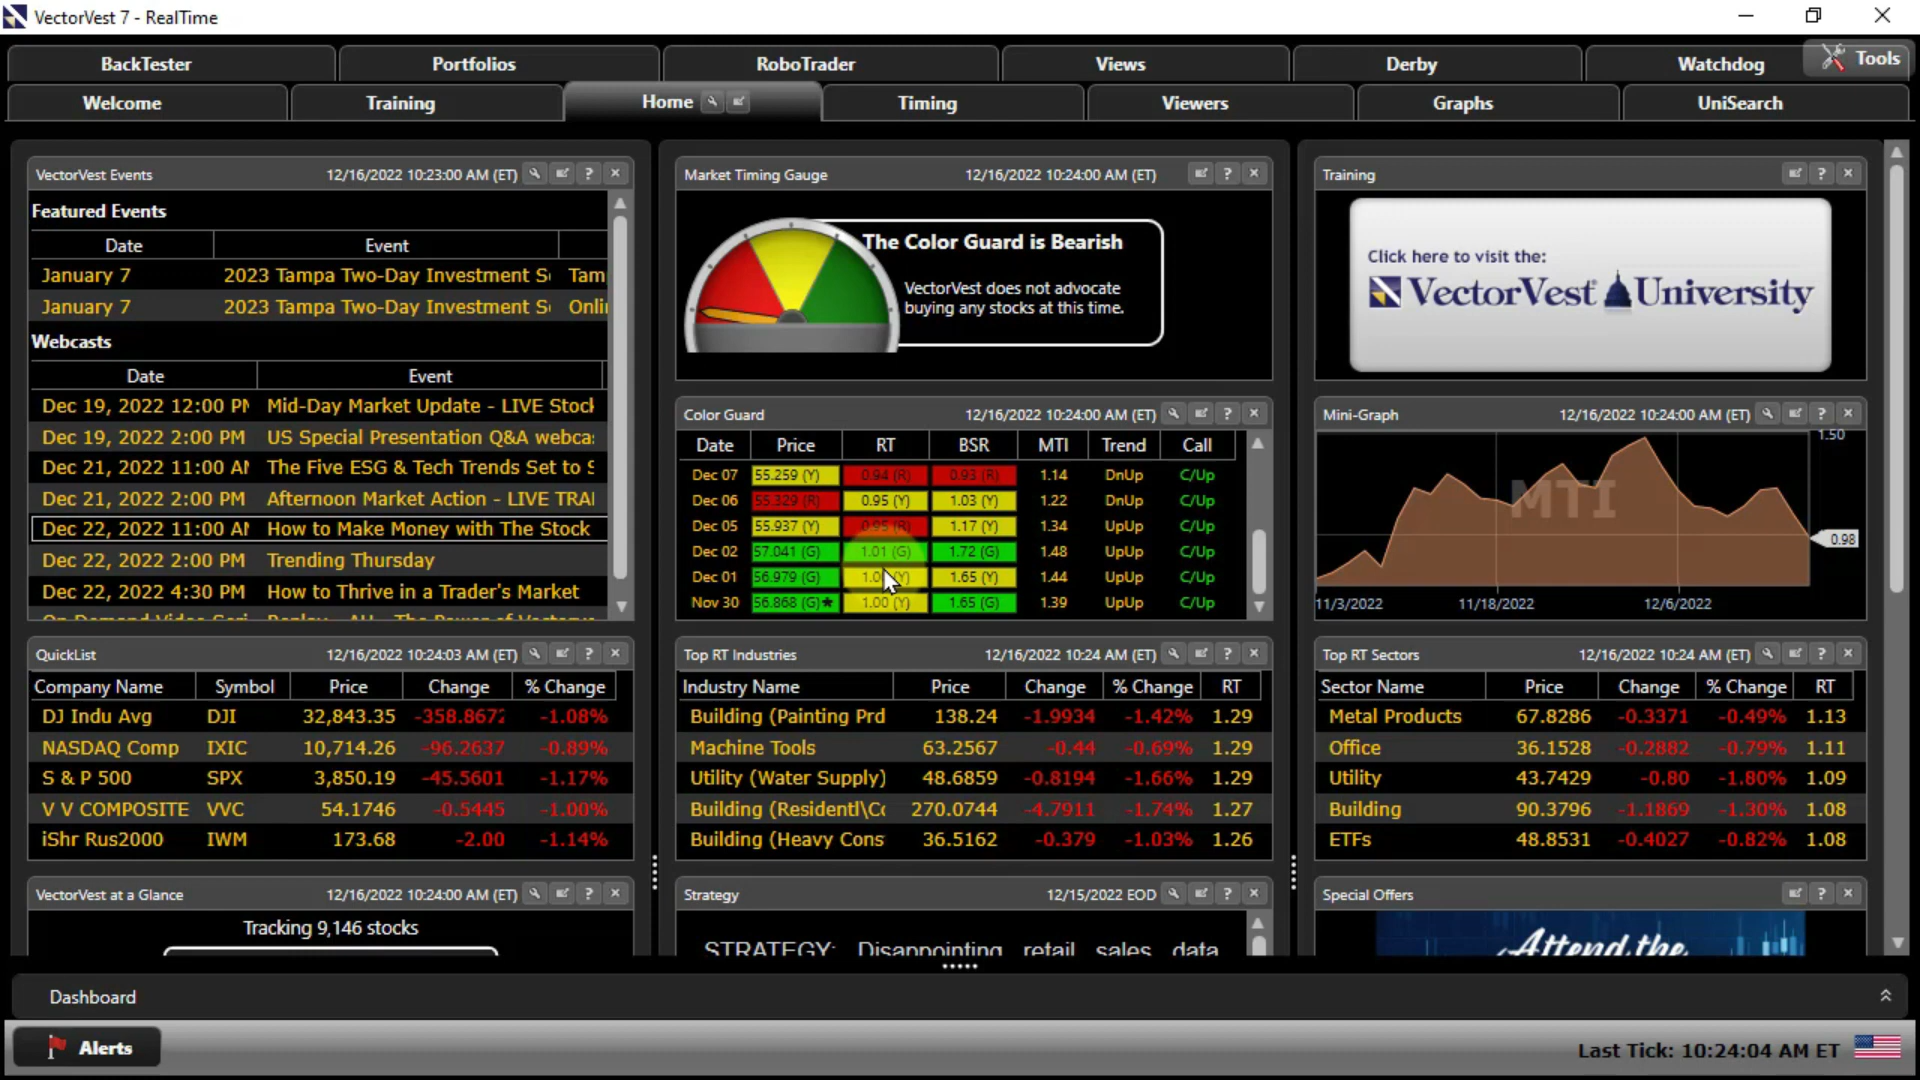 VectorVest 7 - RealTime
BackTester Portfolios RoboTrader Views Derby Watchdog Tools
Welcome Training Home Timing Viewers Graphs UniSearch
VectorVest Events 12/16/2022 10:23:00 AM (ET)
Featured Events
Date Event
January 7 2023 Tampa Two-Day Investment Se Tam
January 7 2023 Tampa Two-Day Investment Se Onli
Webcasts
Date Event
Dec 19, 2022 12:00 PM Mid-Day Market Update - LIVE Stock
Dec 19, 2022 2:00 PM US Special Presentation Q&A webca
Dec 21, 2022 11:00 AM The Five ESG & Tech Trends Set to S
Dec 21, 2022 2:00 PM Afternoon Market Action - LIVE TRA
Dec 22, 2022 11:00 AM How to Make Money with The Stock
Dec 22, 2022 2:00 PM Trending Thursday
Dec 22, 2022 4:30 PM How to Thrive in a Trader's Market
Market Timing Gauge 12/16/2022 10:24:00 AM (ET)
The Color Guard is Bearish
VectorVest does not advocate
buying any stocks at this time.
Training
Click here to visit the:
VectorVest University
Color Guard 12/16/2022 10:24:00 AM (ET)
Date Price RT BSR MTI Trend Call
Dec 07 55.259 (Y) 0.94 (R) 0.93 (R) 1.14 DnUp C/Up
Dec 06 55.329 (R) 0.95 (Y) 1.03 (Y) 1.22 DnUp C/Up
Dec 05 55.937 (Y) 0.95 (R) 1.17 (Y) 1.34 UpUp C/Up
Dec 02 57.041 (G) 1.01 (G) 1.72 (G) 1.48 UpUp C/Up
Dec 01 56.979 (G) (Y) 1.65 (Y) 1.44 UpUp C/Up
Nov 30 56.868 (G)★ 1.00 (Y) 1.65 (G) 1.39 UpUp C/Up
Mini-Graph 12/16/2022 10:24:00 AM (ET)
1.50
MTI
0.98
11/3/2022 11/18/2022 12/6/2022
QuickList 12/16/2022 10:24:03 AM (ET)
Company Name Symbol Price Change % Change
DJ Indu Avg DJI 32,843.35 -358.8672 -1.08%
NASDAQ Comp IXIC 10,714.26 -96.2637 -0.89%
S & P 500 SPX 3,850.19 -45.5601 -1.17%
V V COMPOSITE VVC 54.1746 -0.5445 -1.00%
iShr Rus2000 IWM 173.68 -2.00 -1.14%
Top RT Industries 12/16/2022 10:24 AM (ET)
Industry Name Price Change % Change RT
Building (Painting Prd 138.24 -1.9934 -1.42% 1.29
Machine Tools 63.2567 -0.44 -0.69% 1.29
Utility (Water Supply) 48.6859 -0.8194 -1.66% 1.29
Building (Residentl\Co 270.0744 -4.7911 -1.74% 1.27
Building (Heavy Cons 36.5162 -0.379 -1.03% 1.26
Top RT Sectors 12/16/2022 10:24 AM (ET)
Sector Name Price Change % Change RT
Metal Products 67.8286 -0.3371 -0.49% 1.13
Office 36.1528 -0.2882 -0.79% 1.11
Utility 43.7429 -0.80 -1.80% 1.09
Building 90.3796 -1.1869 -1.30% 1.08
ETFs 48.8531 -0.4027 -0.82% 1.08
VectorVest at a Glance 12/16/2022 10:24:00 AM (ET)
Tracking 9,146 stocks
Strategy 12/15/2022 EOD
STRATEGY: Disappointing retail sales data
Special Offers
Attend the
Dashboard
Alerts
Last Tick: 10:24:04 AM ET